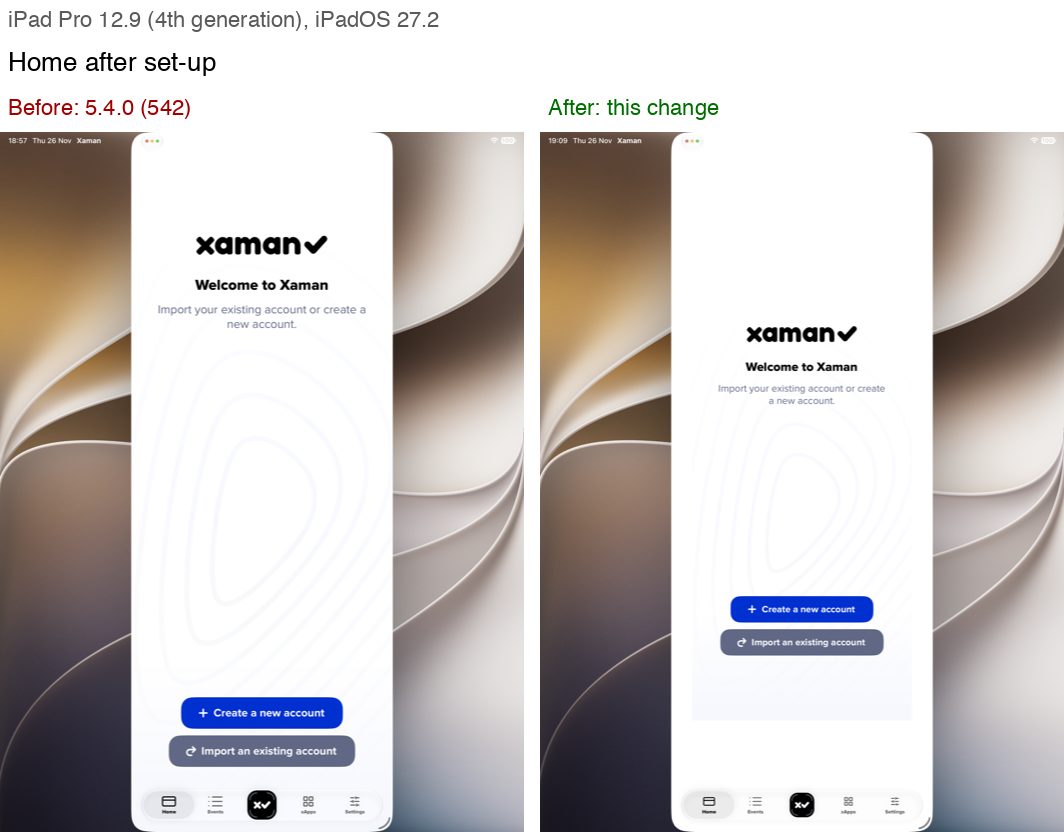 iPad Pro 12.9 (4th generation), iPadOS 27.2
Home after set-up
Before: 5.4.0 (542)
After: this change
18:57 Thu 26 Nov Xaman
100
xaman
Welcome to Xaman
Import your existing account or create a
new account.
+ Create a new account
Import an existing account
Home
Events
xApps
Settings
19:09 Thu 26 Nov Xaman
100
xaman
Welcome to Xaman
Import your existing account or create
a new account.
+ Create a new account
Import an existing account
Home
Events
xApps
Settings